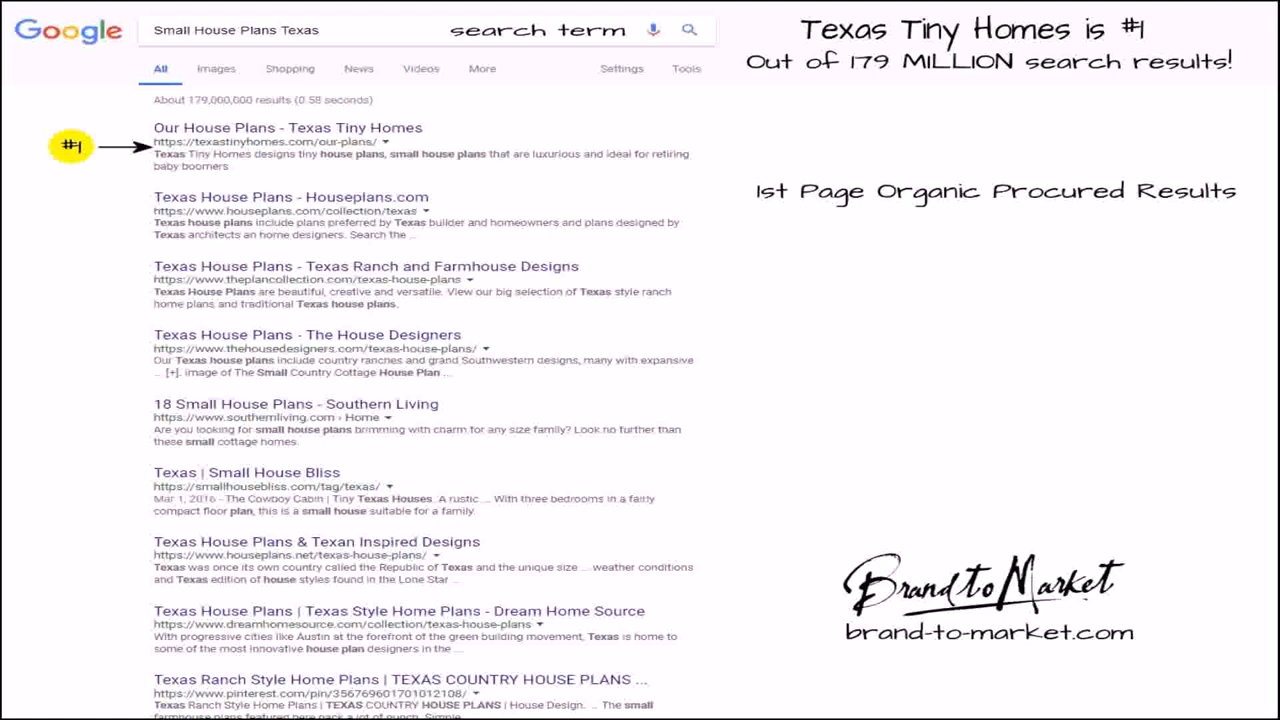 Google
Small House Plans Texas
search term
Texas Tiny Homes is #1
Out of 179 MILLION search results!
All Images Shopping News Videos More Settings Tools
About 179,000,000 results (0.58 seconds)
Our House Plans - Texas Tiny Homes
#1
https://texastinyhomes.com/our-plans/
Texas Tiny Homes designs tiny house plans, small house plans that are luxurious and ideal for retiring
baby boomers.
1st Page Organic Procured Results
Texas House Plans - Houseplans.com
https://www.houseplans.com/collection/texas
Texas house plans include plans preferred by Texas builder and homeowners and plans designed by
Texas architects an home designers. Search the ...
Texas House Plans - Texas Ranch and Farmhouse Designs
https://www.theplancollection.com/texas-house-plans
Texas House Plans are beautiful, creative and versatile. View our big selection of Texas style ranch
home plans and traditional Texas house plans.
Texas House Plans - The House Designers
https://www.thehousedesigners.com/texas-house-plans/
Our Texas house plans include country ranches and grand Southwestern designs, many with expansive
... [+]. image of The Small Country Cottage House Plan ...
18 Small House Plans - Southern Living
https://www.southernliving.com › Home
Are you looking for small house plans brimming with charm for any size family? Look no further than
these small cottage homes.
Texas | Small House Bliss
https://smallhousebliss.com/tag/texas/
Mar 1, 2016 - The Cowboy Cabin | Tiny Texas Houses. A rustic ... With three bedrooms in a fairly
compact floor plan, this is a small house suitable for a family.
Texas House Plans & Texan Inspired Designs
https://www.houseplans.net/texas-house-plans/
Texas was once its own country called the Republic of Texas and the unique size ... weather conditions
and Texas edition of house styles found in the Lone Star ...
Texas House Plans | Texas Style Home Plans - Dream Home Source
https://www.dreamhomesource.com/collection/texas-house-plans
With progressive cities like Austin at the forefront of the green building movement, Texas is home to
some of the most innovative house plan designers in the ...
Brand to Market
brand-to-market.com
Texas Ranch Style Home Plans | TEXAS COUNTRY HOUSE PLANS ...
https://www.pinterest.com/pin/356769601701012108/
Texas Ranch Style Home Plans | TEXAS COUNTRY HOUSE PLANS | House Design. ... The small
farmhouse plans featured here pack a lot of punch. Simple